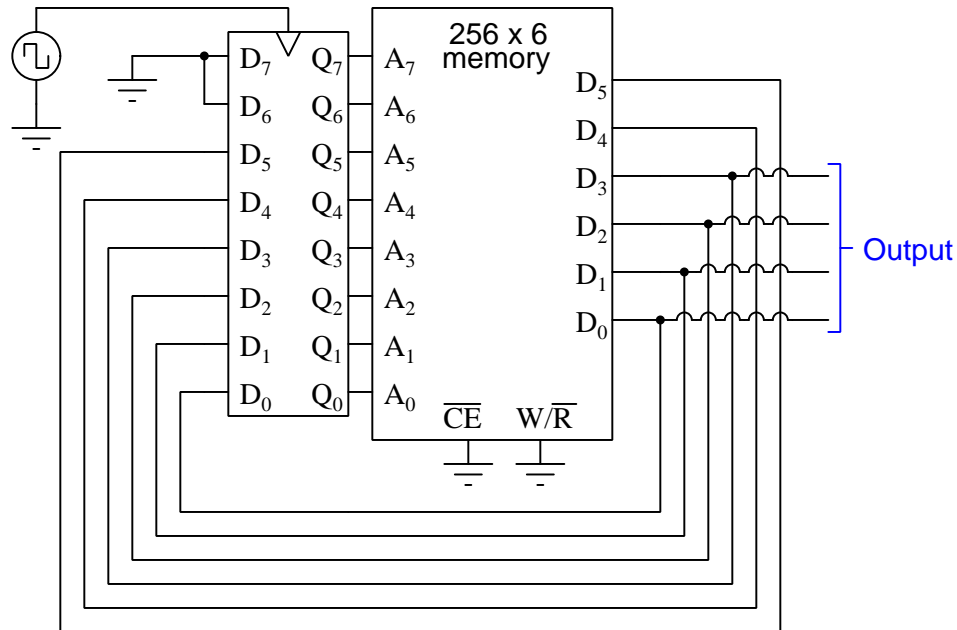 256 x 6
memory
D₇ Q₇ A₇
D₅
D₆ Q₆ A₆
D₄
D₅ Q₅ A₅
D₃
D₄ Q₄ A₄
D₂
D₃ Q₃ A₃
Output
D₁
D₂ Q₂ A₂
D₀
D₁ Q₁ A₁
D₀ Q₀ A₀
C̅E̅ W/R̅